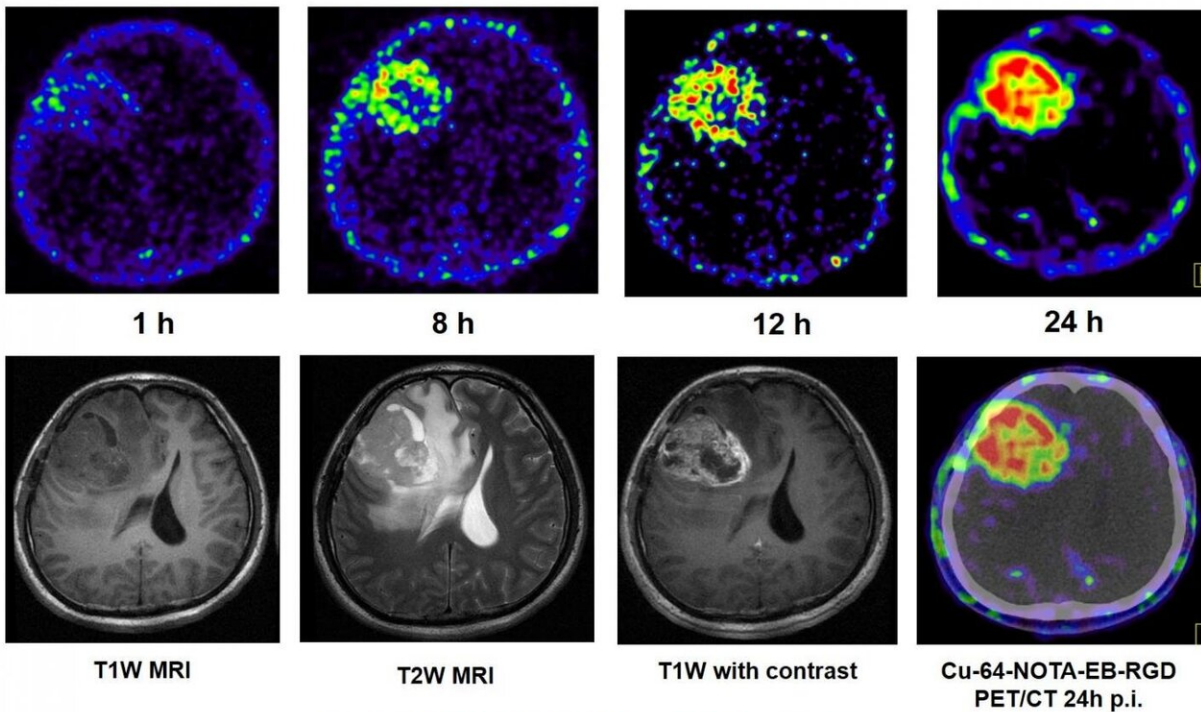 1 h
8 h
12 h
24 h
T1W MRI
T2W MRI
T1W with contrast
Cu-64-NOTA-EB-RGD
PET/CT 24h p.i.